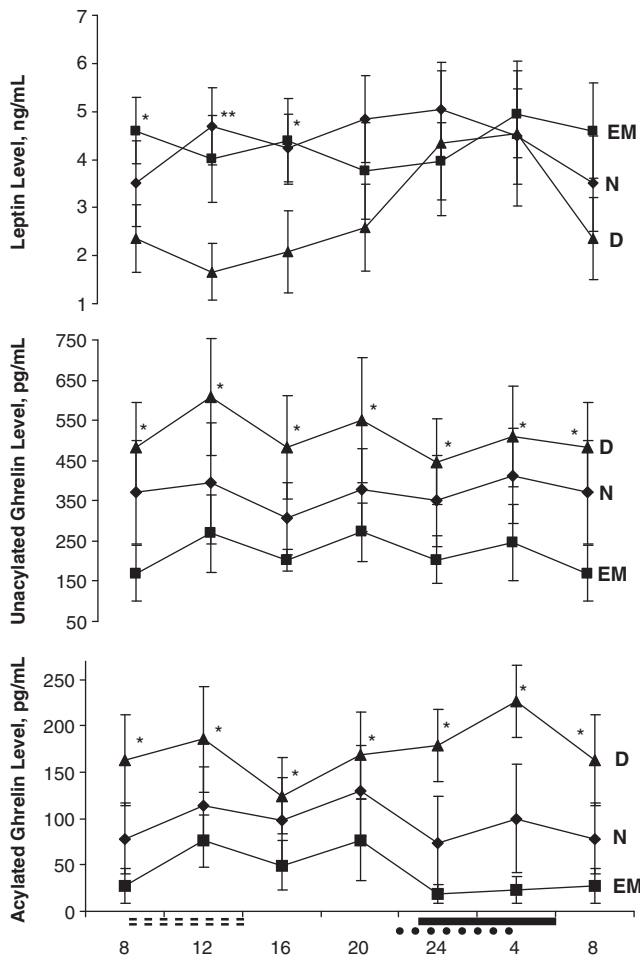 Leptin Level, ng/mL
7
6
5
4
3
2
1
*
**
*
EM
N
D
Unacylated Ghrelin Level, pg/mL
750
650
550
450
350
250
150
50
*
*
*
*
*
*
*
D
N
EM
Acylated Ghrelin Level, pg/mL
250
200
150
100
50
0
*
*
*
*
*
*
*
D
N
EM
8 12 16 20 24 4 8